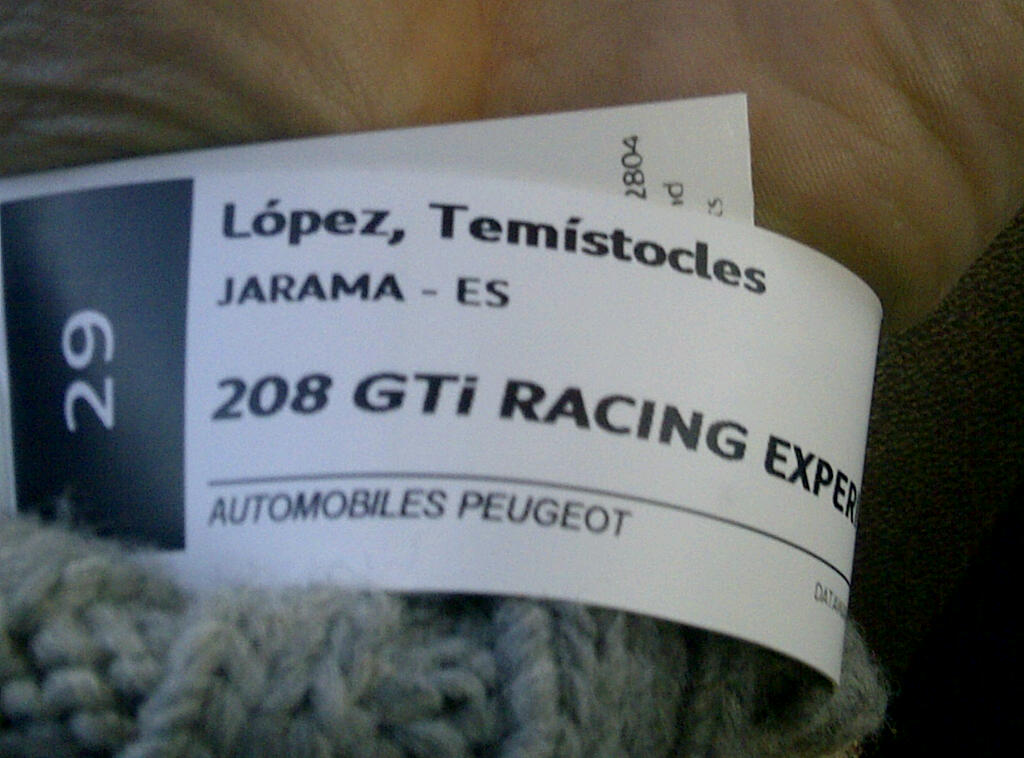 2804
29
López, Temístocles
JARAMA - ES
208 GTi RACING EXPER
AUTOMOBILES PEUGEOT